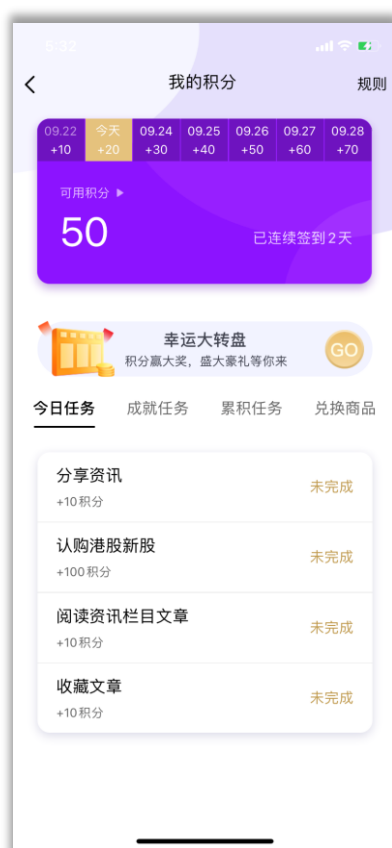 5:32
我的积分
规则
09.22 今天 09.24 09.25 09.26 09.27 09.28
+10 +20 +30 +40 +50 +60 +70
可用积分
50
已连续签到2天
幸运大转盘
积分赢大奖，盛大豪礼等你来
GO
今日任务 成就任务 累积任务 兑换商品
分享资讯
+10积分
未完成
认购港股新股
+100积分
未完成
阅读资讯栏目文章
+10积分
未完成
收藏文章
+10积分
未完成